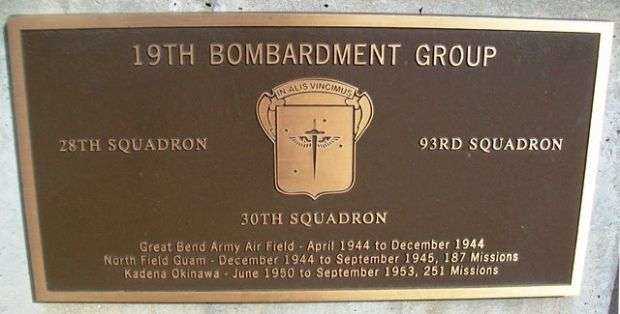 19TH BOMBARDMENT GROUP
IN ALIS VINCIMUS
28TH SQUADRON
93RD SQUADRON
30TH SQUADRON
Great Bend Army Air Field - April 1944 to December 1944
North Field Guam - December 1944 to September 1945, 187 Missions
Kadena Okinawa - June 1950 to September 1953, 251 Missions